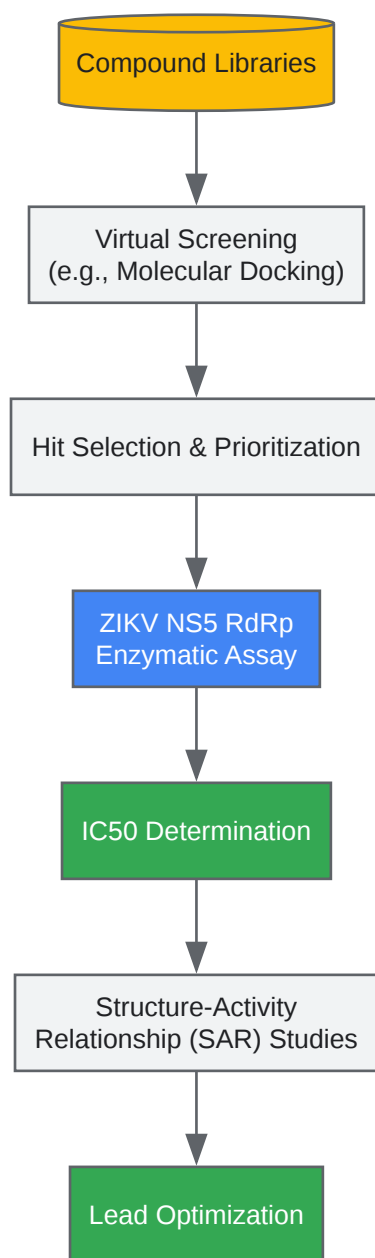 Compound Libraries
Virtual Screening
(e.g., Molecular Docking)
Hit Selection & Prioritization
ZIKV NS5 RdRp
Enzymatic Assay
IC50 Determination
Structure-Activity
Relationship (SAR) Studies
Lead Optimization